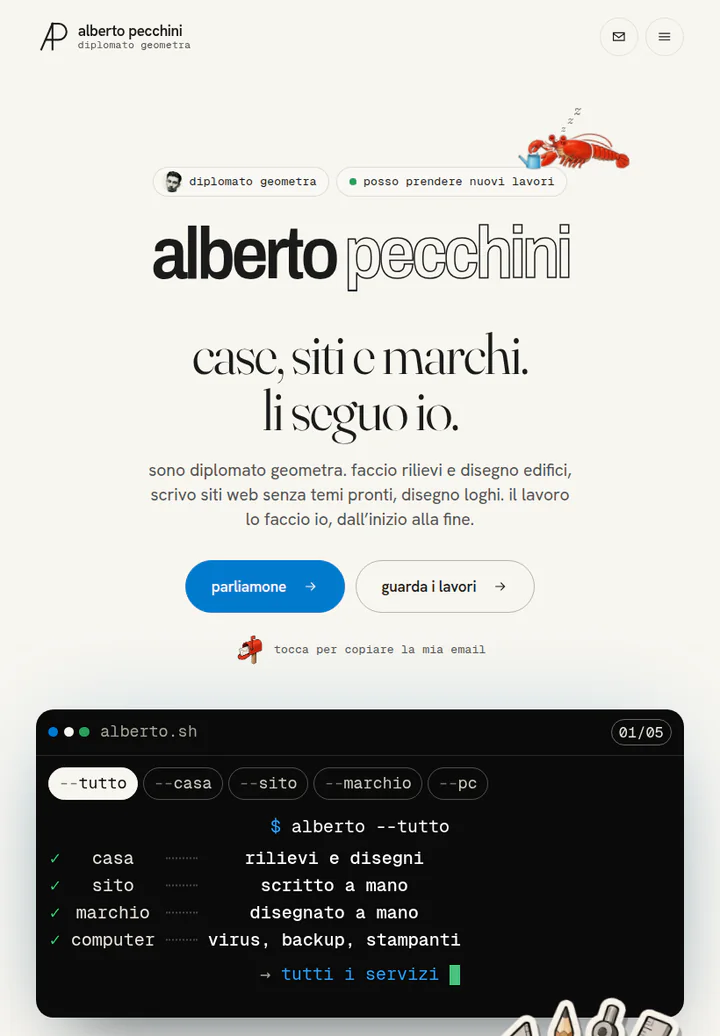 alberto pecchini
diplomato geometra
z
z
z
diplomato geometra
posso prendere nuovi lavori
alberto pecchini
case, siti e marchi.
li seguo io.
sono diplomato geometra. faccio rilievi e disegno edifici,
scrivo siti web senza temi pronti, disegno loghi. il lavoro
lo faccio io, dall’inizio alla fine.
parliamone →
guarda i lavori →
tocca per copiare la mia email
alberto.sh
01/05
--tutto
--casa
--sito
--marchio
--pc
$ alberto --tutto
✓ casa ········· rilievi e disegni
✓ sito ········· scritto a mano
✓ marchio ········· disegnato a mano
✓ computer ········· virus, backup, stampanti
→ tutti i servizi